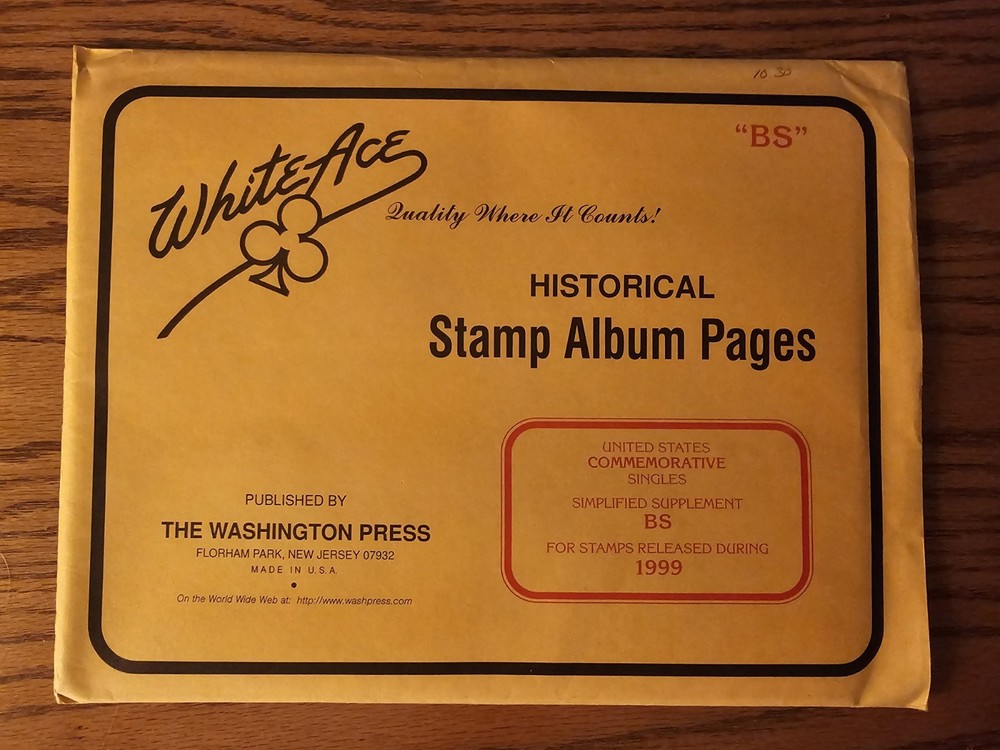 10 30
"BS"
WhiteAce
Quality Where It Counts!
HISTORICAL
Stamp Album Pages
UNITED STATES
COMMEMORATIVE
SINGLES
SIMPLIFIED SUPPLEMENT
BS
FOR STAMPS RELEASED DURING
1999
PUBLISHED BY
THE WASHINGTON PRESS
FLORHAM PARK, NEW JERSEY 07932
MADE IN U.S.A.
On the World Wide Web at: http://www.washpress.com